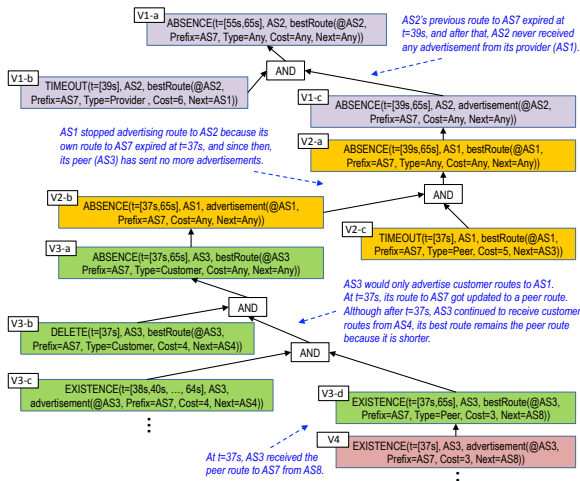 V1-a
ABSENCE(t=[55s,65s], AS2, bestRoute(@AS2,
Prefix=AS7, Type=Any, Cost=Any, Next=Any))
AS2's previous route to AS7 expired at
t=39s, and after that, AS2 never received
any advertisement from its provider (AS1).
AND
V1-b
TIMEOUT(t=[39s], AS2, bestRoute(@AS2,
Prefix=AS7, Type=Provider , Cost=6, Next=AS1))
V1-c
ABSENCE(t=[39s,65s], AS2, advertisement(@AS2,
Prefix=AS7, Cost=Any, Next=Any))
AS1 stopped advertising route to AS2 because its
own route to AS7 expired at t=37s, and since then,
its peer (AS3) has sent no more advertisements.
V2-a
ABSENCE(t=[39s,65s], AS1, bestRoute(@AS1,
Prefix=AS7, Type=Any, Cost=Any, Next=Any))
AND
V2-b
ABSENCE(t=[37s,65s], AS1, advertisement(@AS1,
Prefix=AS7, Cost=Any, Next=Any))
V2-c
TIMEOUT(t=[37s], AS1, bestRoute(@AS1,
Prefix=AS7, Type=Peer, Cost=5, Next=AS3))
V3-a
ABSENCE(t=[37s,65s], AS3, bestRoute(@AS3
Prefix=AS7, Type=Customer, Cost=Any, Next=Any))
AS3 would only advertise customer routes to AS1.
At t=37s, its route to AS7 got updated to a peer route.
Although after t=37s, AS3 continued to receive customer
routes from AS4, its best route remains the peer route
because it is shorter.
AND
V3-b
DELETE(t=[37s], AS3, bestRoute(@AS3,
Prefix=AS7, Type=Customer, Cost=4, Next=AS4))
AND
V3-c
EXISTENCE(t=[38s,40s, …, 64s], AS3,
advertisement(@AS3, Prefix=AS7, Cost=4, Next=AS4))
V3-d
EXISTENCE(t=[37s,65s], AS3, bestRoute(@AS3,
Prefix=AS7, Type=Peer, Cost=3, Next=AS8))
At t=37s, AS3 received the
peer route to AS7 from AS8.
V4
EXISTENCE(t=[37s], AS3, advertisement(@AS3,
Prefix=AS7, Cost=3, Next=AS8))